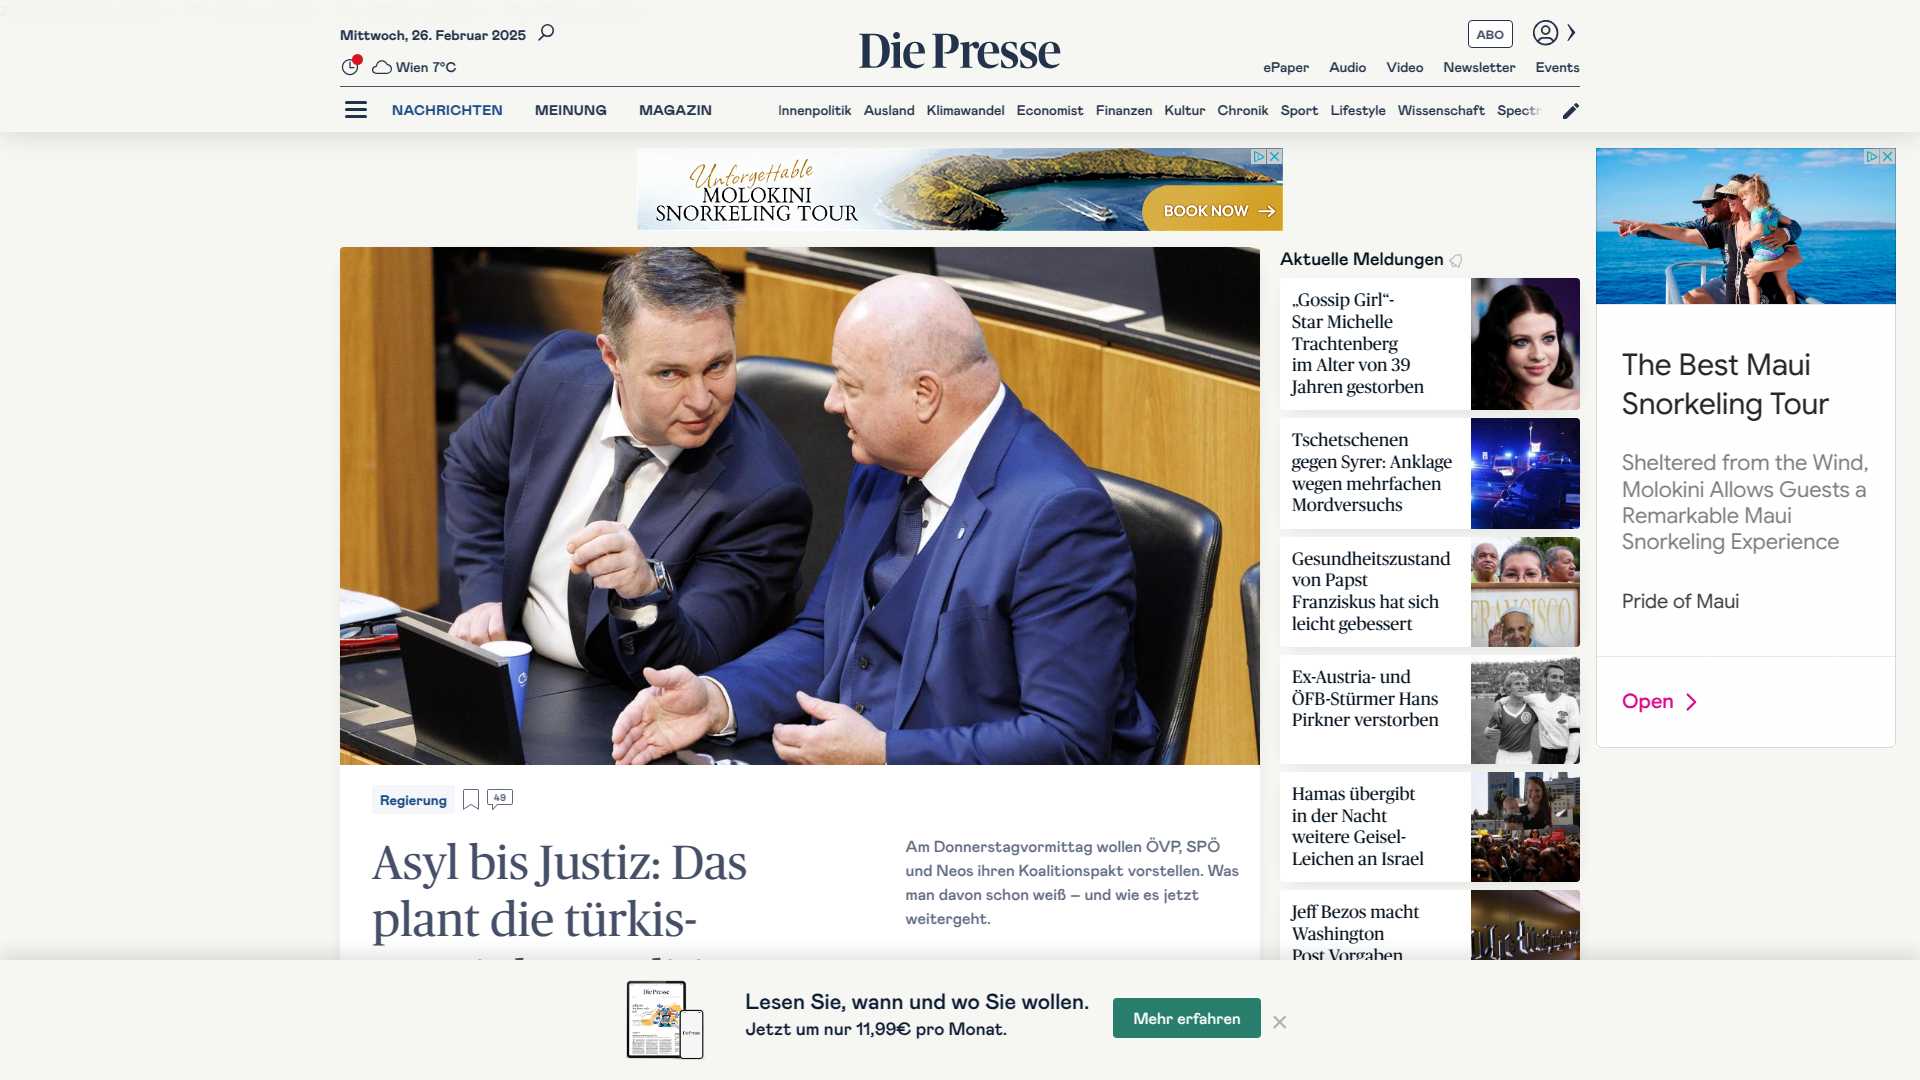 Mittwoch, 26. Februar 2025
Wien 7°C
Die Presse
ABO
ePaper Audio Video Newsletter Events
NACHRICHTEN MEINUNG MAGAZIN
Innenpolitik Ausland Klimawandel Economist Finanzen Kultur Chronik Sport Lifestyle Wissenschaft Spectr
Unforgettable
MOLOKINI
SNORKELING TOUR
BOOK NOW
Regierung
49
Asyl bis Justiz: Das
plant die türkis-
Am Donnerstagvormittag wollen ÖVP, SPÖ
und Neos ihren Koalitionspakt vorstellen. Was
man davon schon weiß – und wie es jetzt
weitergeht.
Aktuelle Meldungen
„Gossip Girl“-
Star Michelle
Trachtenberg
im Alter von 39
Jahren gestorben
Tschetschenen
gegen Syrer: Anklage
wegen mehrfachen
Mordversuchs
Gesundheitszustand
von Papst
Franziskus hat sich
leicht gebessert
FRANCISCO
Ex-Austria- und
ÖFB-Stürmer Hans
Pirkner verstorben
Hamas übergibt
in der Nacht
weitere Geisel-
Leichen an Israel
Jeff Bezos macht
Washington
Post Vorgaben
The Best Maui
Snorkeling Tour
Sheltered from the Wind,
Molokini Allows Guests a
Remarkable Maui
Snorkeling Experience
Pride of Maui
Open
Die Presse
Die Presse
Lesen Sie, wann und wo Sie wollen.
Jetzt um nur 11,99€ pro Monat.
Mehr erfahren